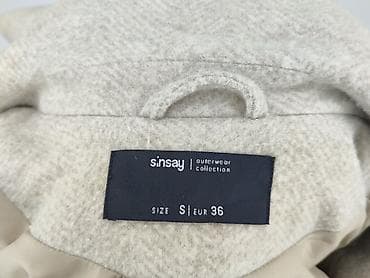 sinsay | outerwear
collection
SIZE S | EUR 36